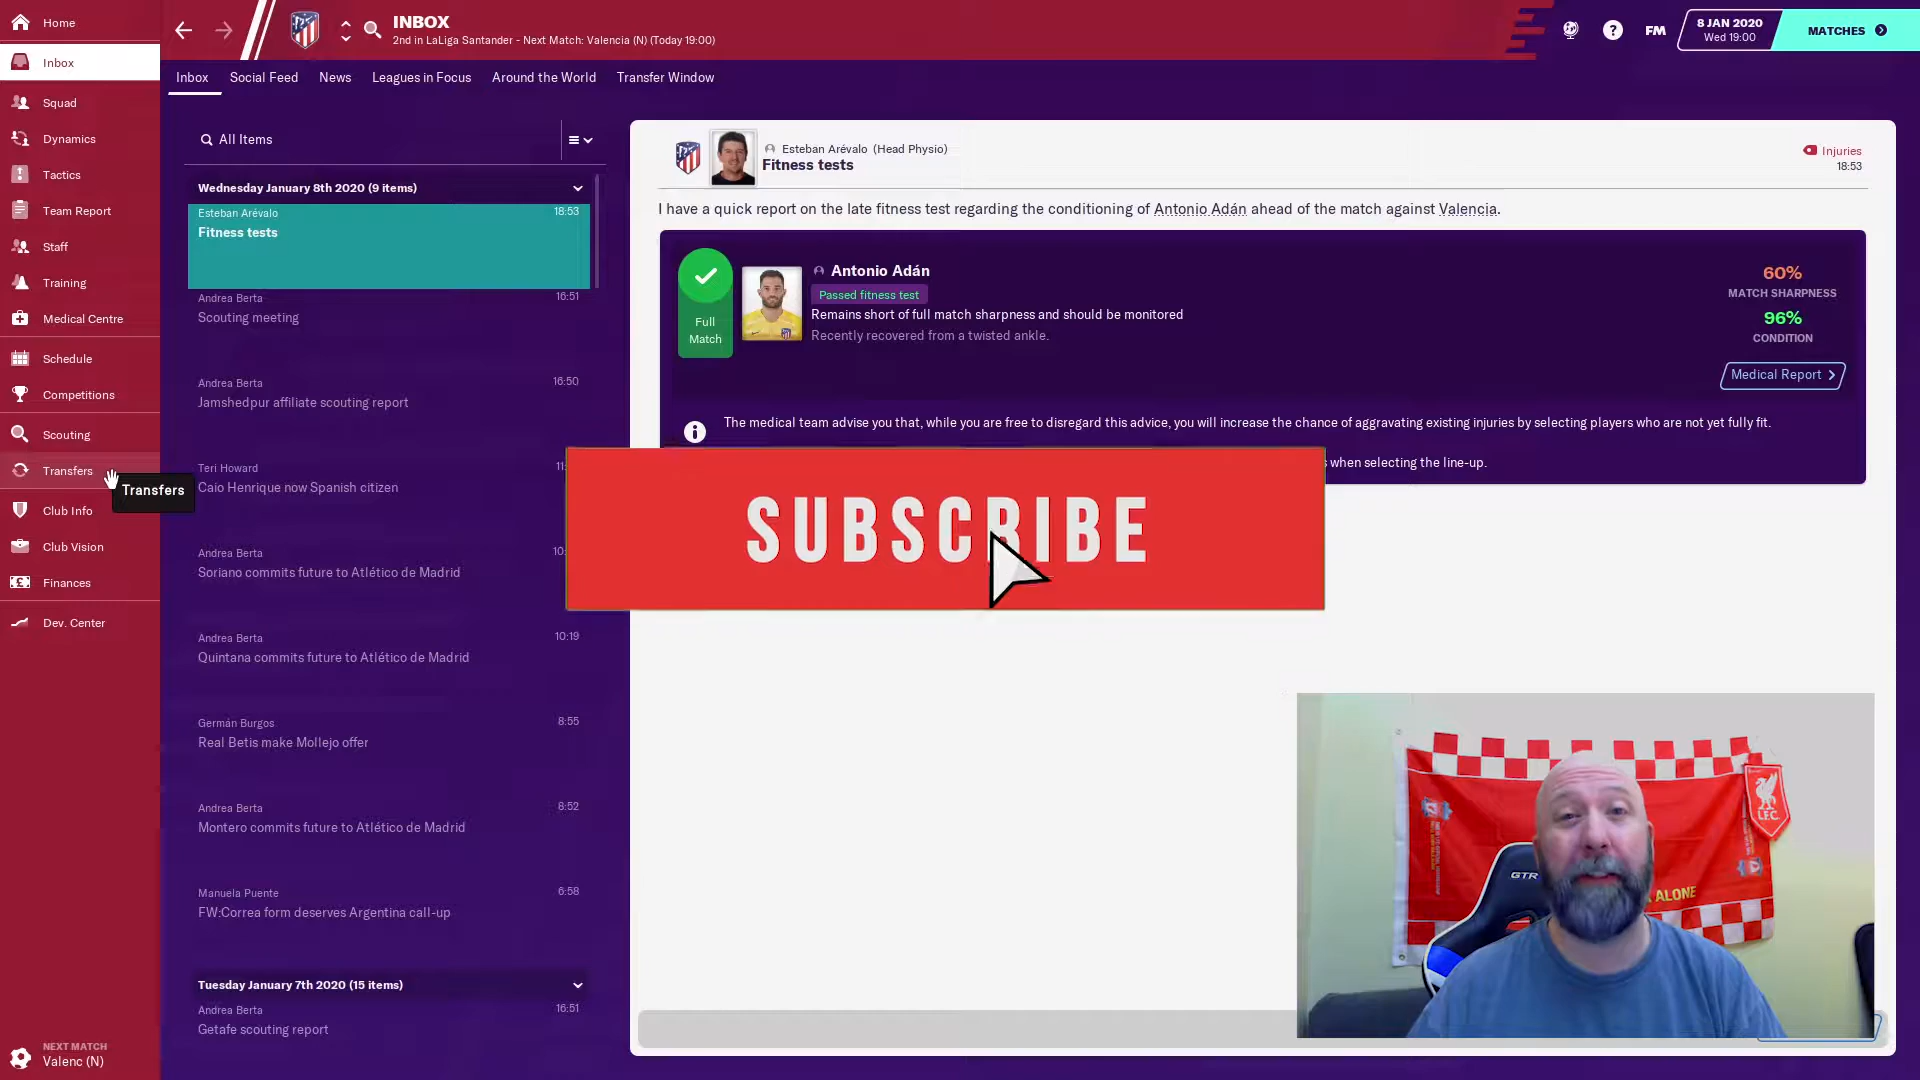 Home
Inbox
Squad
Dynamics
Tactics
Team Report
Staff
Training
Medical Centre
Schedule
Competitions
Scouting
Transfers
Transfers
Club Info
Club Vision
Finances
Dev. Center
NEXT MATCH
Valenc (N)
INBOX
2nd in LaLiga Santander - Next Match: Valencia (N) (Today 19:00)
FM
8 JAN 2020
Wed 19:00
MATCHES
Inbox
Social Feed
News
Leagues in Focus
Around the World
Transfer Window
All Items
Wednesday January 8th 2020 (9 items)
Esteban Arévalo 18:53
Fitness tests
Andrea Berta 16:51
Scouting meeting
Andrea Berta 16:50
Jamshedpur affiliate scouting report
Teri Howard 11:
Caio Henrique now Spanish citizen
Andrea Berta 10:
Soriano commits future to Atlético de Madrid
Andrea Berta 10:19
Quintana commits future to Atlético de Madrid
Germán Burgos 8:55
Real Betis make Mollejo offer
Andrea Berta 8:52
Montero commits future to Atlético de Madrid
Manuela Puente 6:58
FW:Correa form deserves Argentina call-up
Tuesday January 7th 2020 (15 items)
Andrea Berta 16:51
Getafe scouting report
Esteban Arévalo (Head Physio)
Fitness tests
Injuries
18:53
I have a quick report on the late fitness test regarding the conditioning of Antonio Adán ahead of the match against Valencia.
Full
Match
Antonio Adán
Passed fitness test
Remains short of full match sharpness and should be monitored
Recently recovered from a twisted ankle.
60%
MATCH SHARPNESS
96%
CONDITION
Medical Report
The medical team advise you that, while you are free to disregard this advice, you will increase the chance of aggravating existing injuries by selecting players who are not yet fully fit.
when selecting the line-up.
SUBSCRIBE
L.F.C.
GTR
ALONE